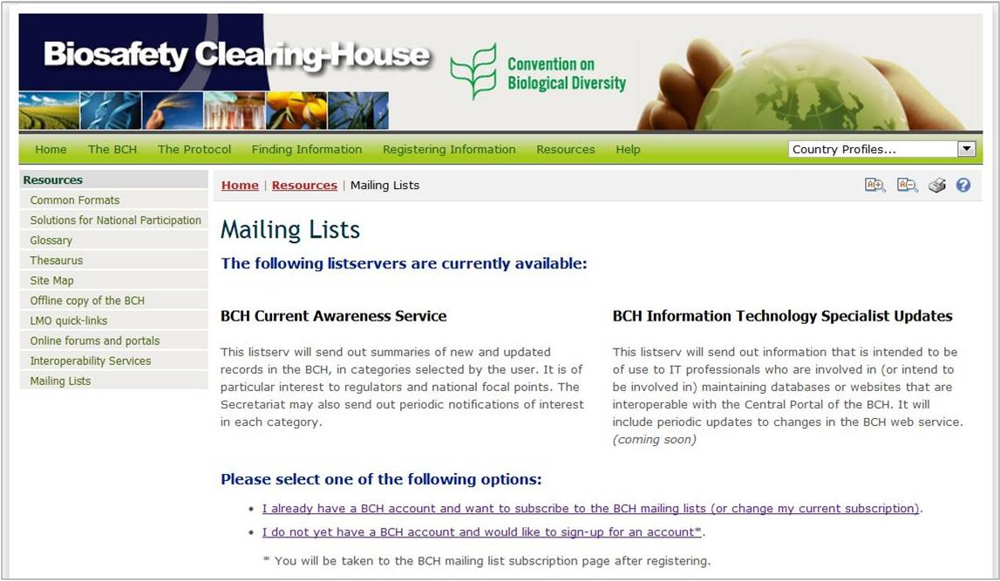 Biosafety Clearing-House
Convention on
Biological Diversity
Home The BCH The Protocol Finding Information Registering Information Resources Help Country Profiles...
Resources
Common Formats
Solutions for National Participation
Glossary
Thesaurus
Site Map
Offline copy of the BCH
LMO quick-links
Online forums and portals
Interoperability Services
Mailing Lists
Home | Resources | Mailing Lists
Mailing Lists
The following listservers are currently available:
BCH Current Awareness Service
This listserv will send out summaries of new and updated
records in the BCH, in categories selected by the user. It is of
particular interest to regulators and national focal points. The
Secretariat may also send out periodic notifications of interest
in each category.
BCH Information Technology Specialist Updates
This listserv will send out information that is intended to be
of use to IT professionals who are involved in (or intend to
be involved in) maintaining databases or websites that are
interoperable with the Central Portal of the BCH. It will
include periodic updates to changes in the BCH web service.
(coming soon)
Please select one of the following options:
• I already have a BCH account and want to subscribe to the BCH mailing lists (or change my current subscription).
• I do not yet have a BCH account and would like to sign-up for an account*.
* You will be taken to the BCH mailing list subscription page after registering.